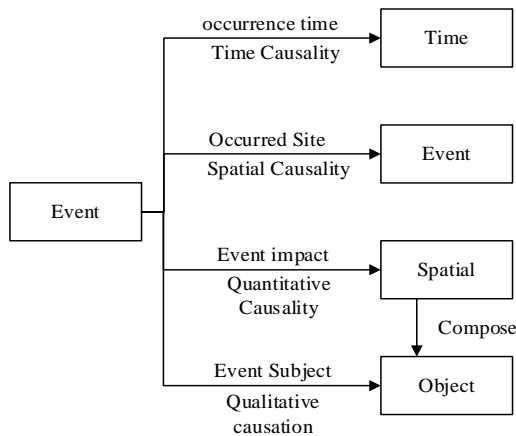 occurrence time
Time Causality
Time
Occurred Site
Spatial Causality
Event
Event
Event impact
Quantitative
Causality
Spatial
Compose
Event Subject
Qualitative
causation
Object